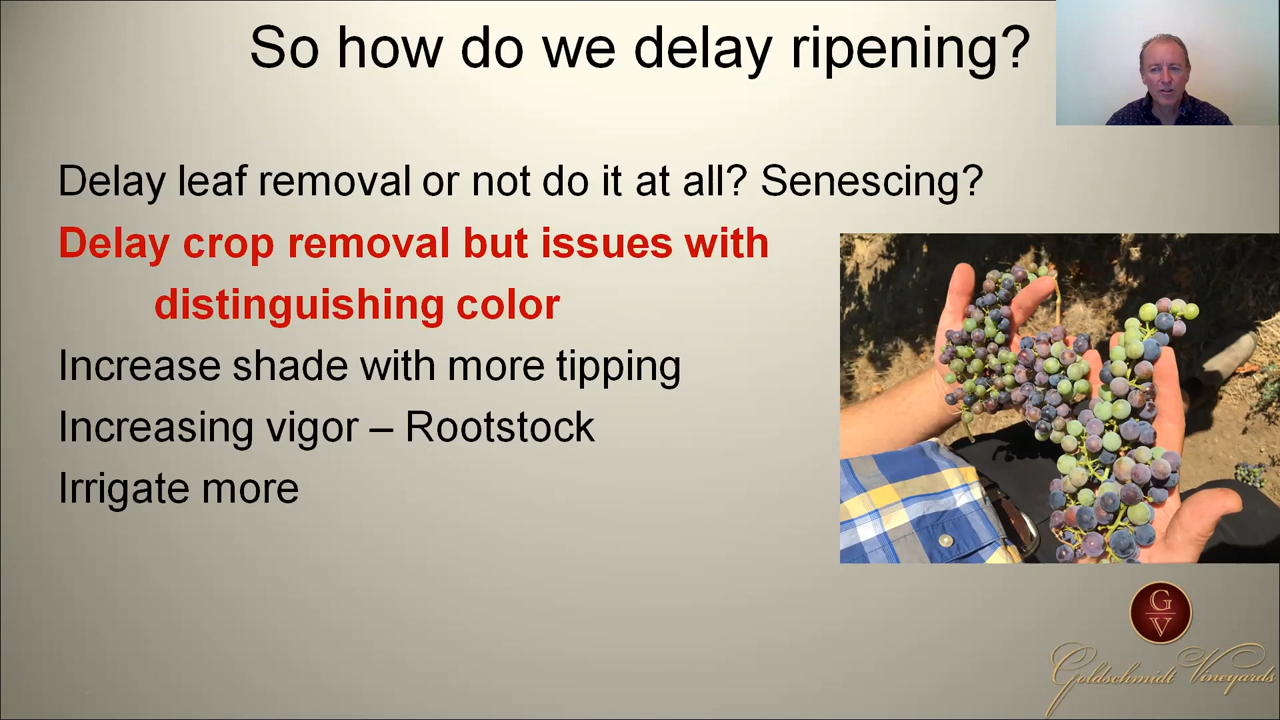 So how do we delay ripening?
Delay leaf removal or not do it at all? Senescing?
Delay crop removal but issues with
distinguishing color
Increase shade with more tipping
Increasing vigor – Rootstock
Irrigate more
G
V
Goldschmidt Vineyards